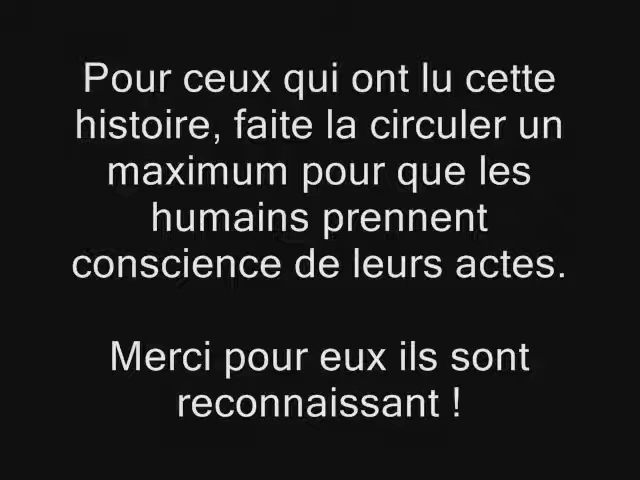 Pour ceux qui ont lu cette
histoire, faite la circuler un
maximum pour que les
humains prennent
conscience de leurs actes.
Merci pour eux ils sont
reconnaissant !